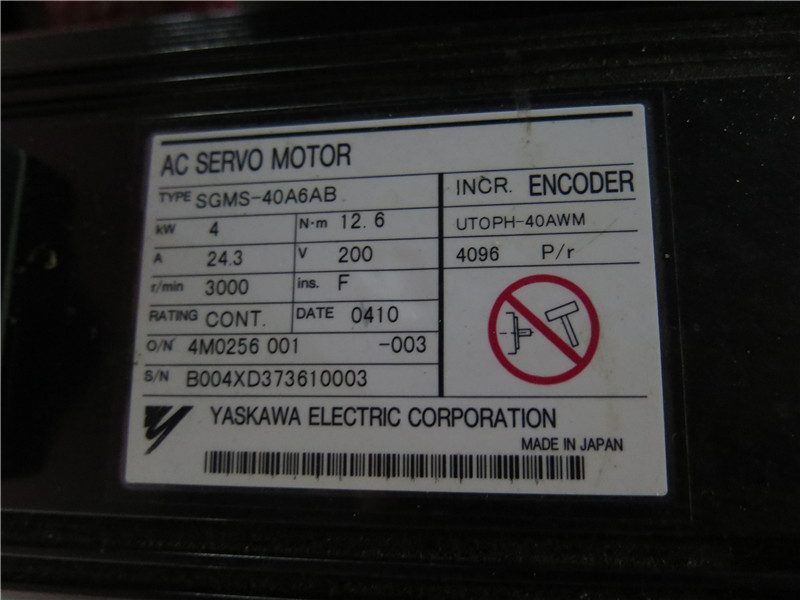 AC SERVO MOTOR
TYPE SGMS-40A6AB
kW 4 N-m 12.6
A 24.3 V 200
r/min 3000 ins. F
RATING CONT. DATE 0410
O/N 4M0256 001 -003
S/N B004XD373610003
INCR. ENCODER
UTOPH-40AWM
4096 P/r
YASKAWA ELECTRIC CORPORATION
MADE IN JAPAN